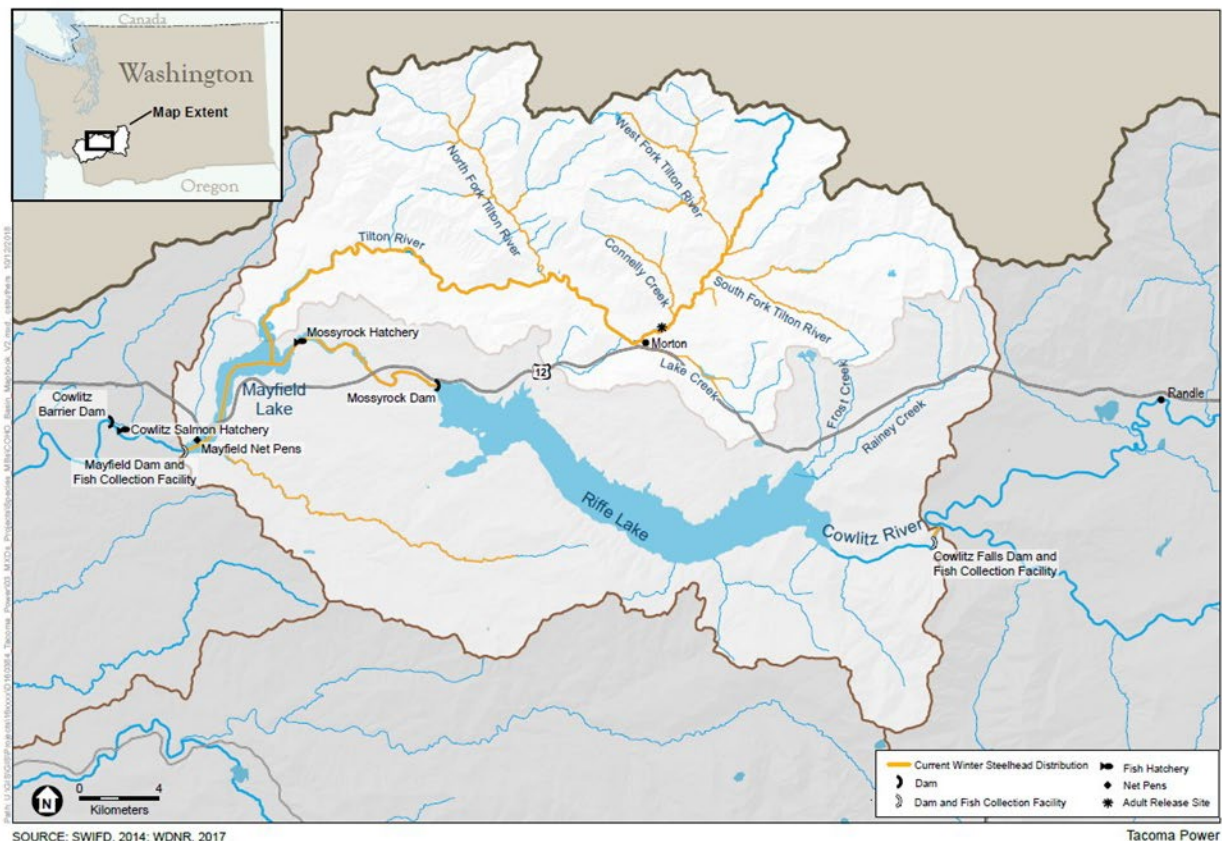 Canada
Washington
Map Extent
Oregon
West Fork Tilton River
North Fork Tilton River
Tilton River
Connelly Creek
South Fork Tilton River
Mossyrock Hatchery
Morton
Lake Creek
12
Frost Creek
Rainey Creek
Randle
Mayfield
Lake
Mossyrock Dam
Cowlitz
Barrier Dam
Cowlitz Salmon Hatchery
Mayfield Net Pens
Mayfield Dam and
Fish Collection Facility
Riffe Lake
Cowlitz River
Cowlitz Falls Dam and
Fish Collection Facility
N
0 4
Kilometers
Current Winter Steelhead Distribution
Dam
Dam and Fish Collection Facility
Fish Hatchery
Net Pens
Adult Release Site
SOURCE: SWIFD, 2014; WDNR, 2017
Tacoma Power